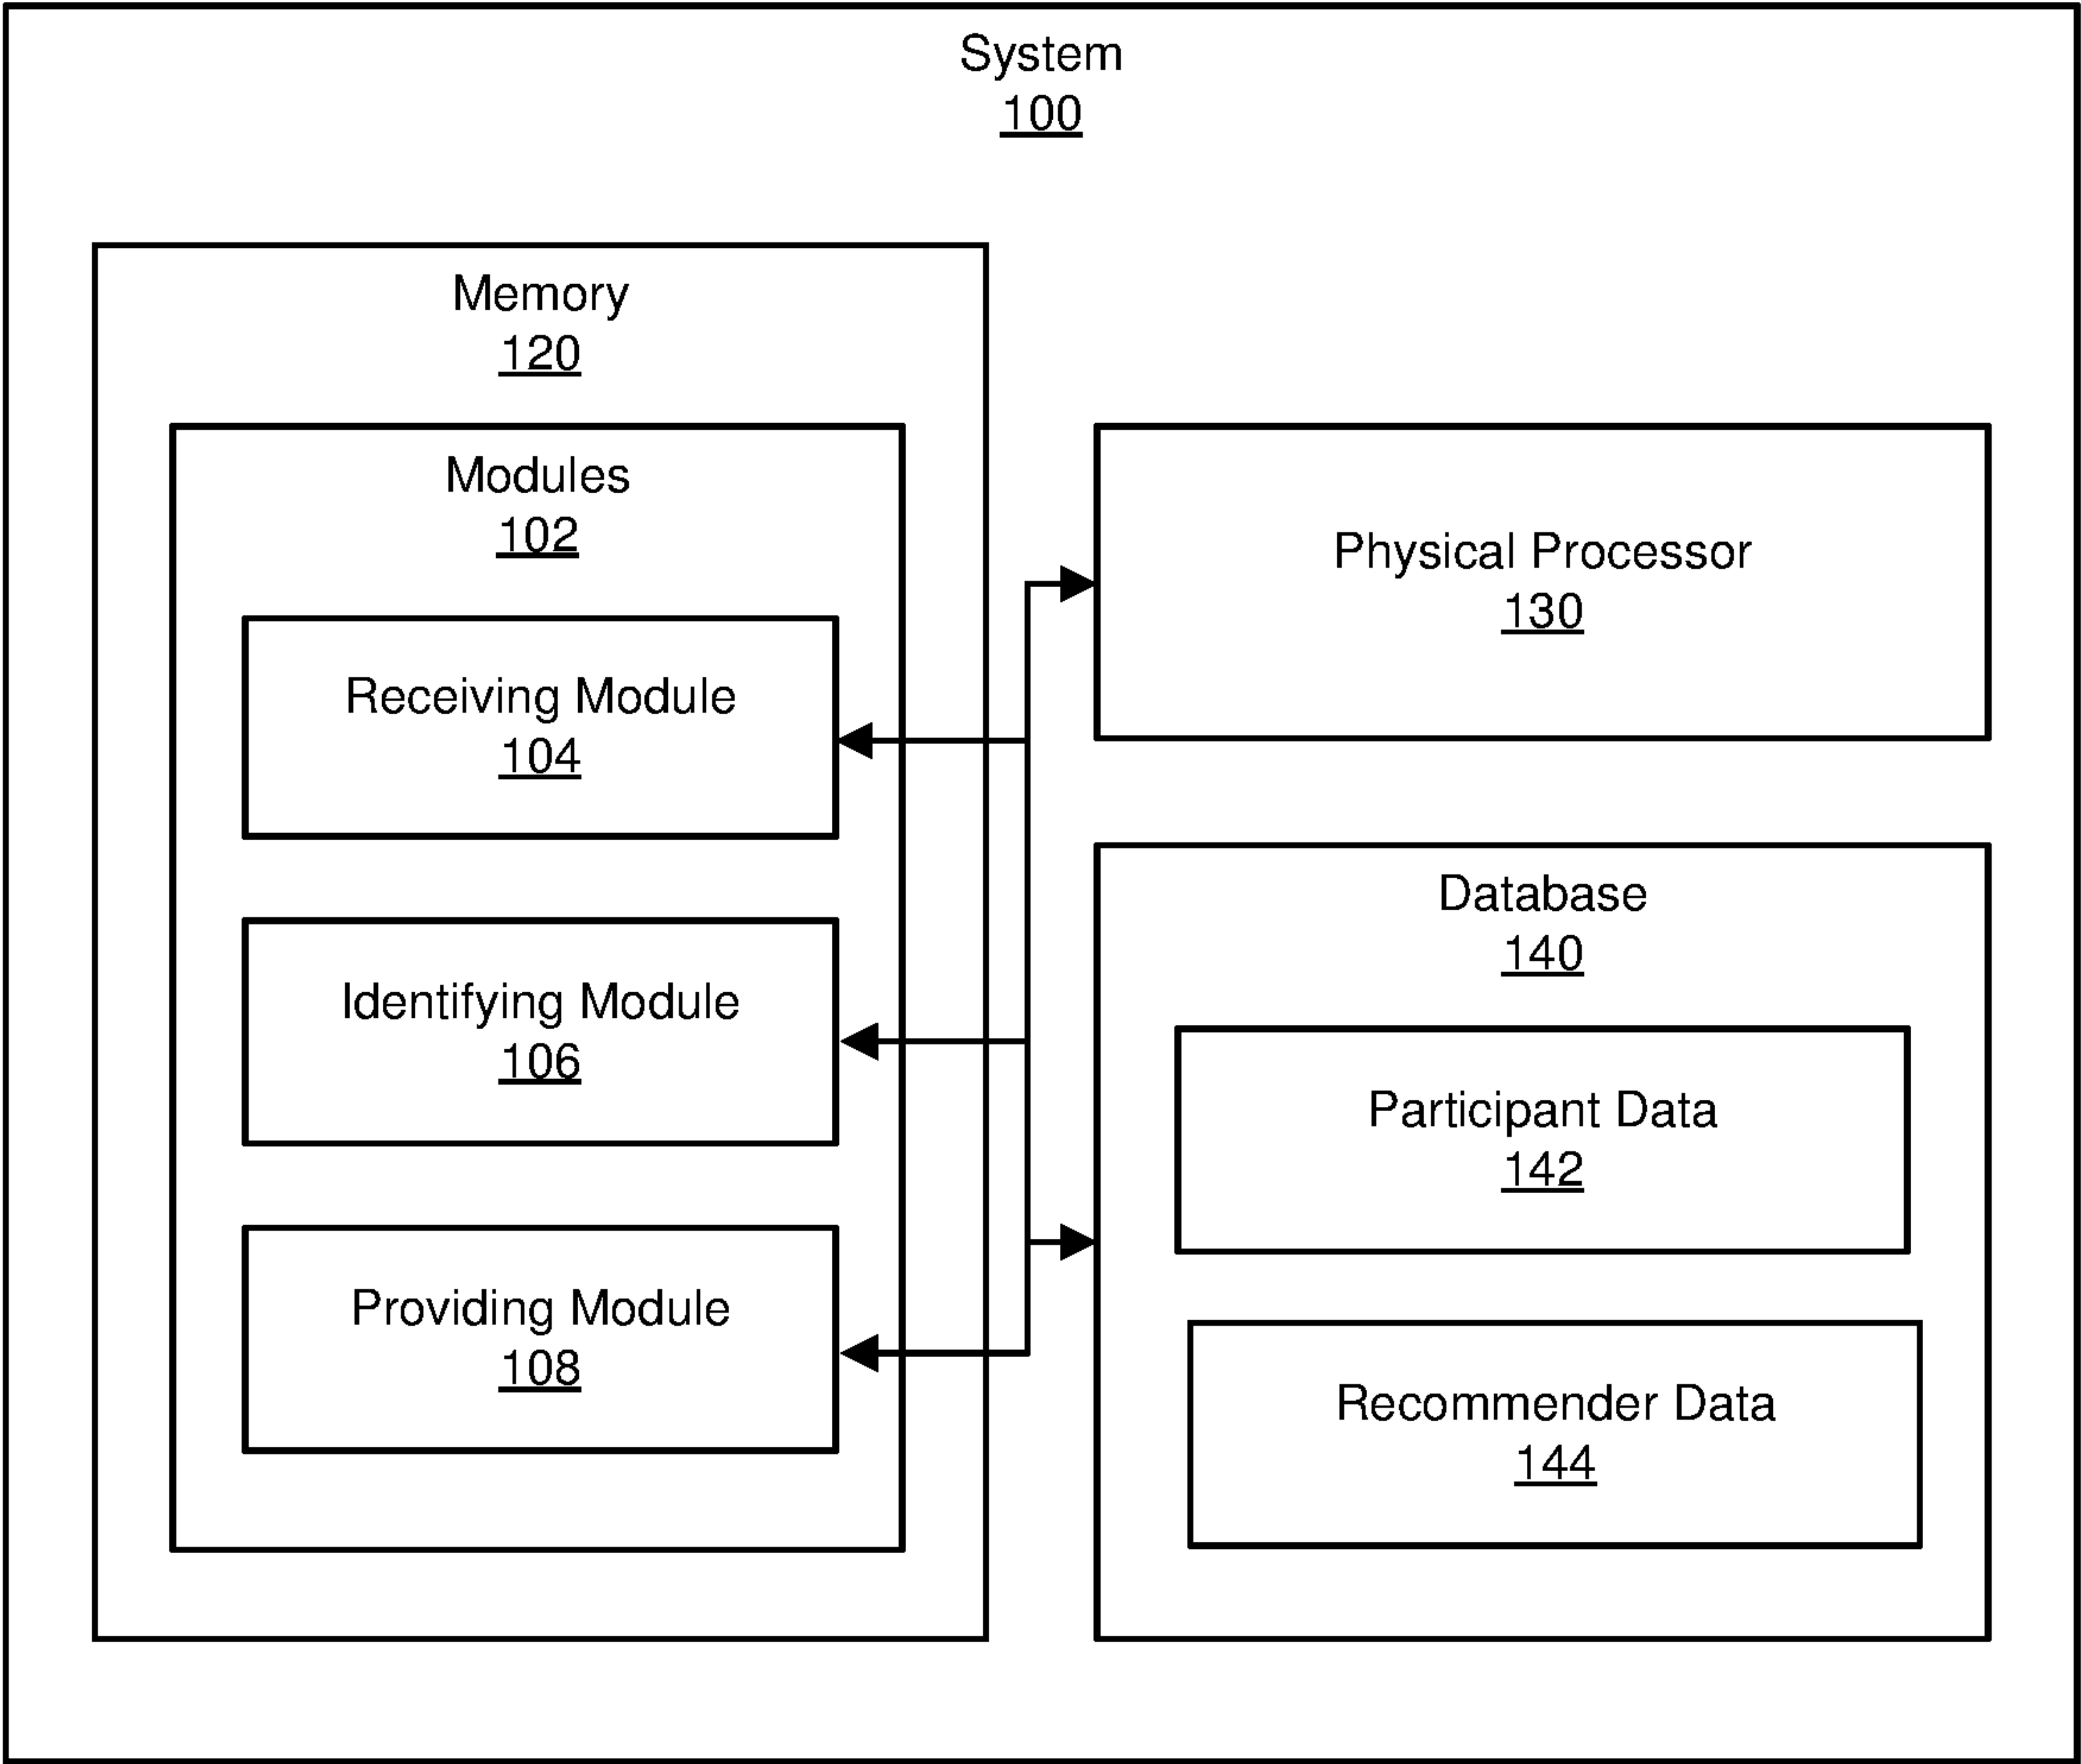 System
100
Memory
120
Modules
102
Receiving Module
104
Identifying Module
106
Providing Module
108
Physical Processor
130
Database
140
Participant Data
142
Recommender Data
144